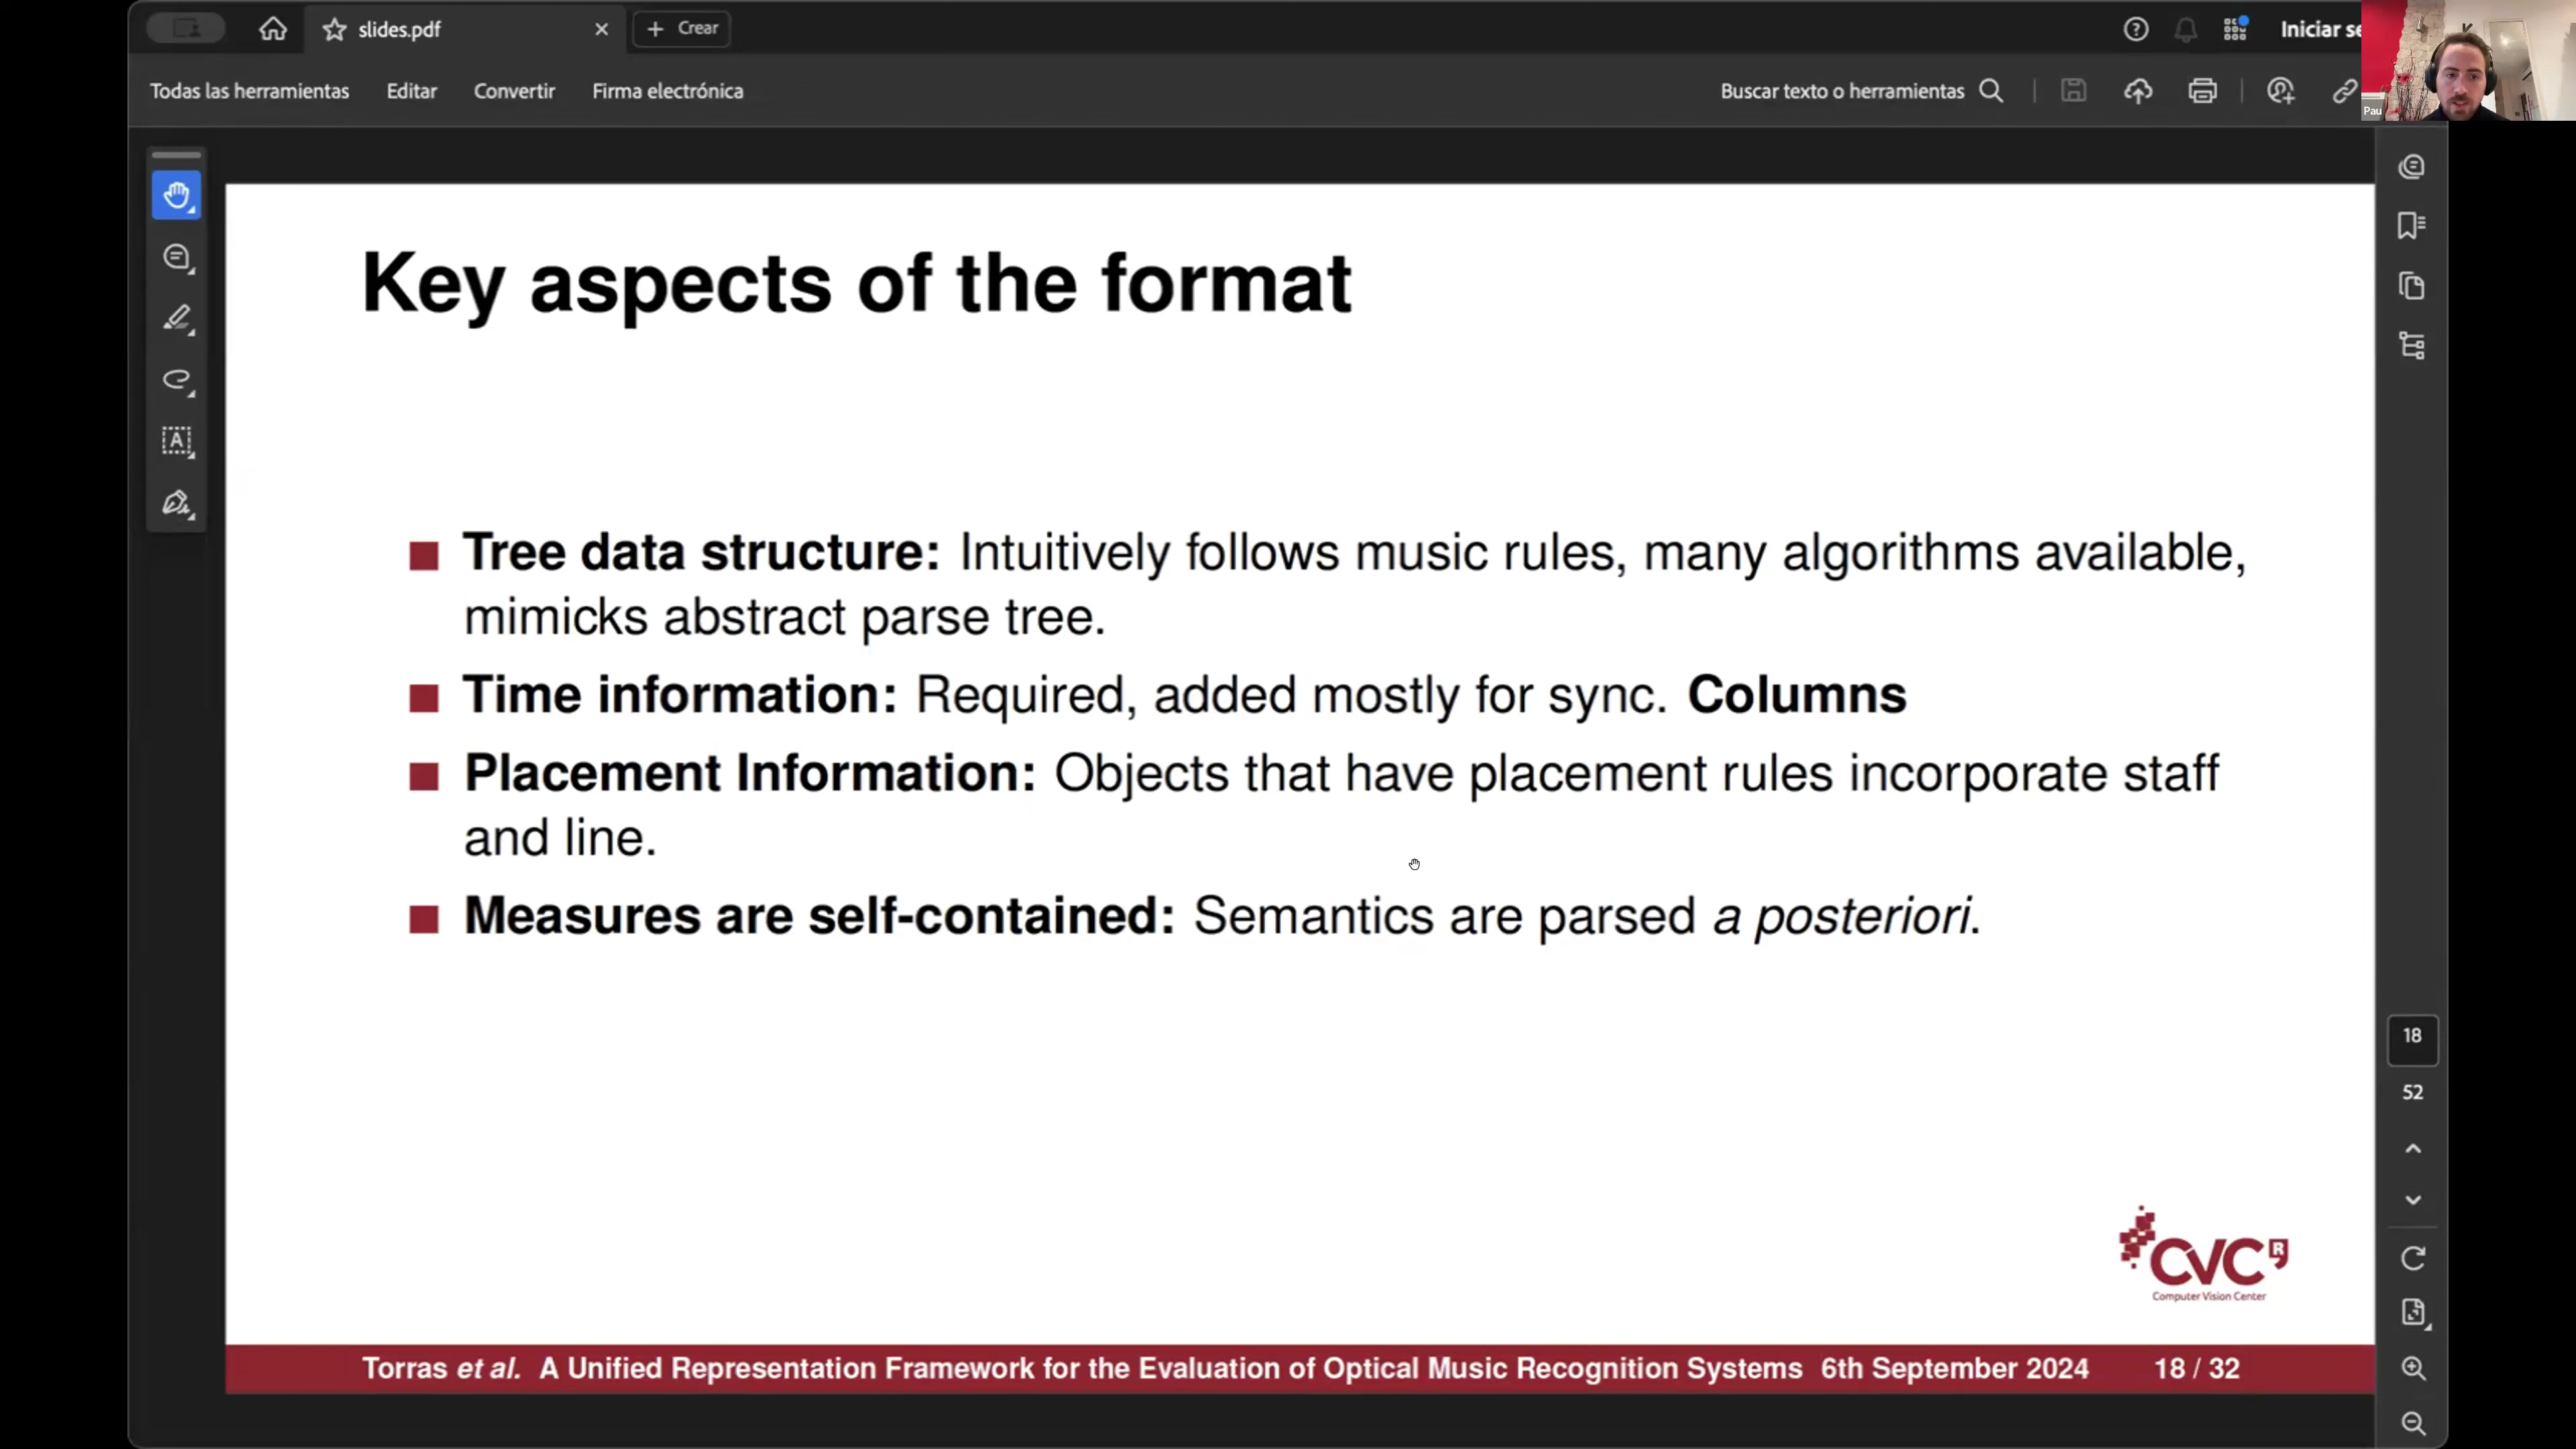 slides.pdf
Crear
Iniciar se
Todas las herramientas
Editar
Convertir
Firma electrónica
Buscar texto o herramientas
Pau
Key aspects of the format
Tree data structure: Intuitively follows music rules, many algorithms available,
mimicks abstract parse tree.
Time information: Required, added mostly for sync. Columns
Placement Information: Objects that have placement rules incorporate staff
and line.
Measures are self-contained: Semantics are parsed a posteriori.
18
52
CVC R
Computer Vision Center
Torras et al. A Unified Representation Framework for the Evaluation of Optical Music Recognition Systems 6th September 2024 18 / 32